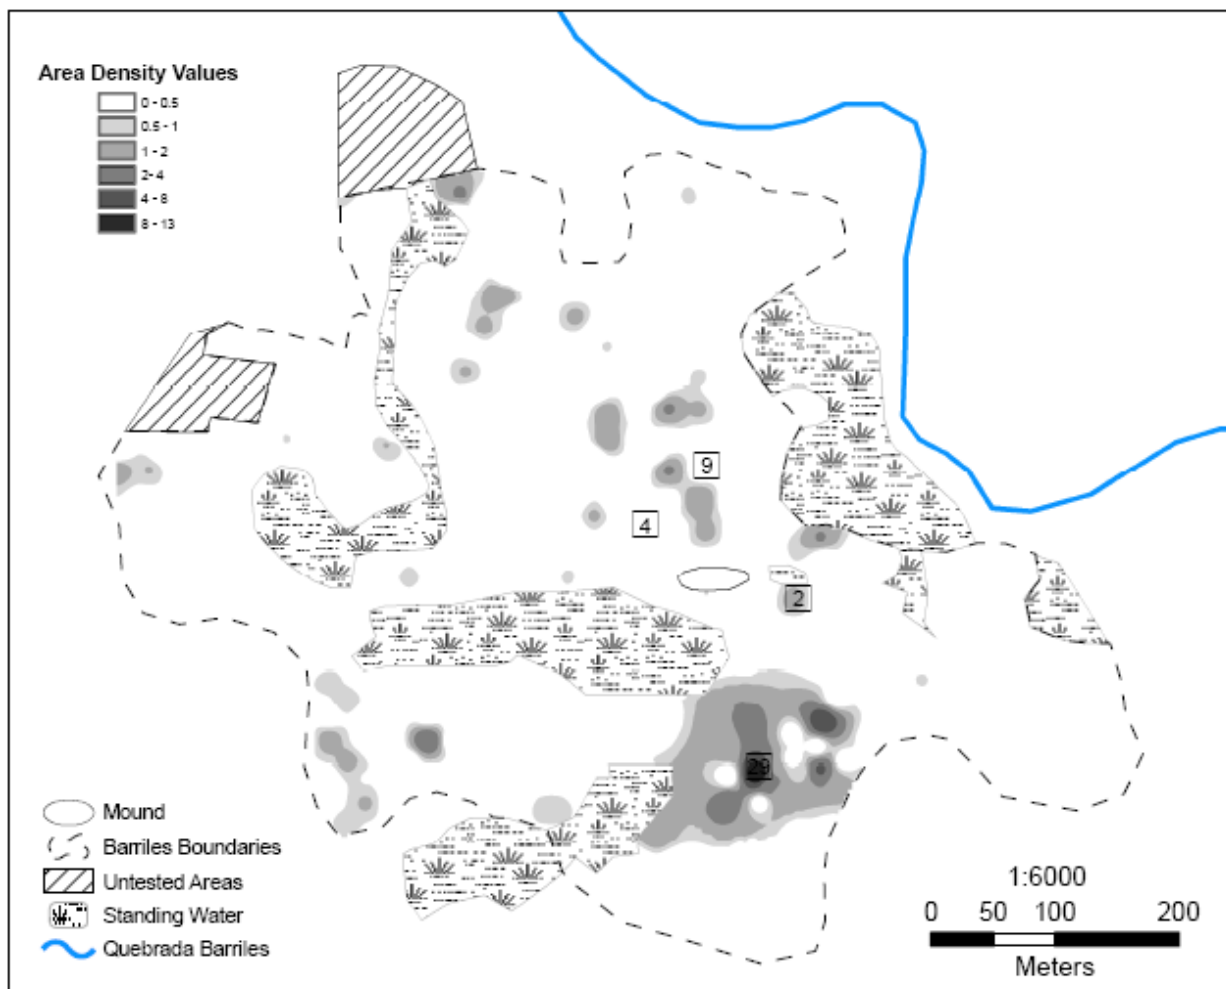 Area Density Values
0 - 0.5
0.5 - 1
1 - 2
2 - 4
4 - 8
8 - 13
9
4
2
29
Mound
Barriles Boundaries
Untested Areas
Standing Water
Quebrada Barriles
1:6000
0 50 100 200
Meters